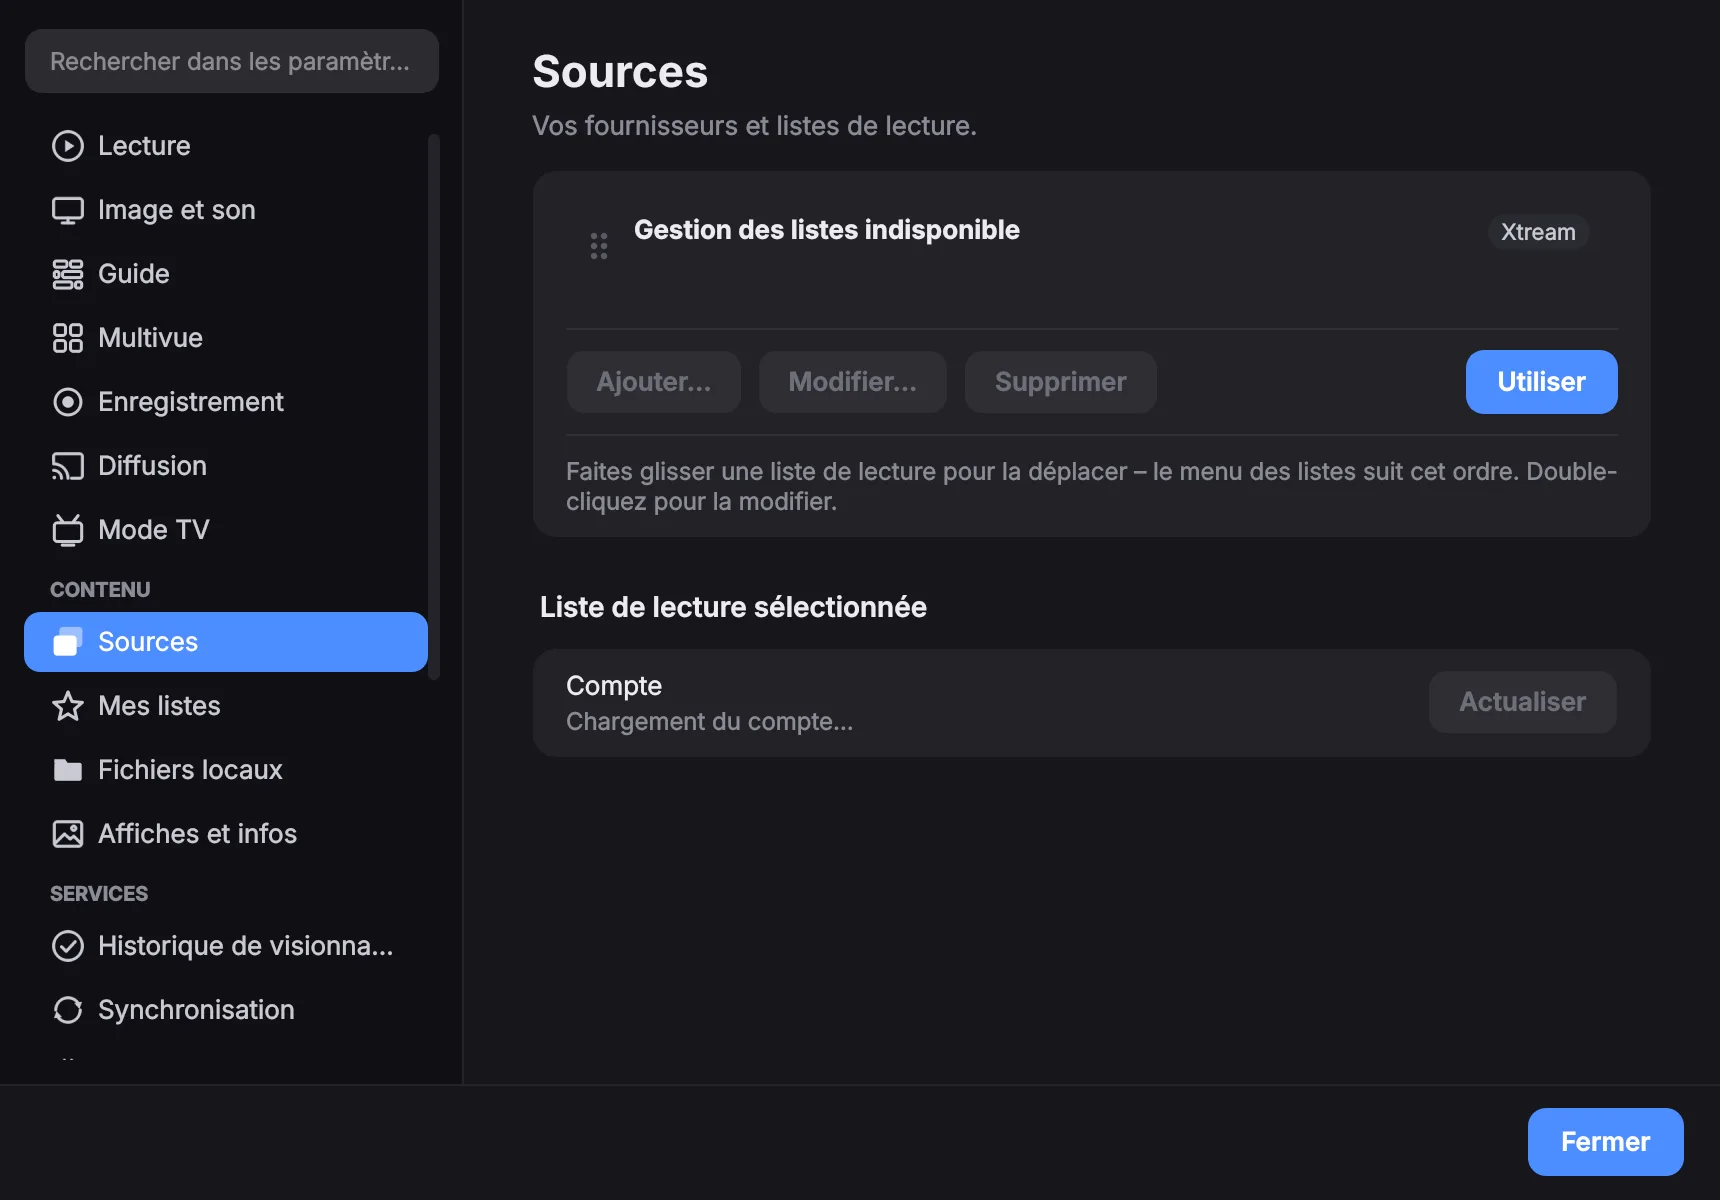 Rechercher dans les paramètr...
Lecture
Image et son
Guide
Multivue
Enregistrement
Diffusion
Mode TV
CONTENU
Sources
Mes listes
Fichiers locaux
Affiches et infos
SERVICES
Historique de visionna...
Synchronisation
Sources
Vos fournisseurs et listes de lecture.
Gestion des listes indisponible
Xtream
Ajouter...
Modifier...
Supprimer
Utiliser
Faites glisser une liste de lecture pour la déplacer – le menu des listes suit cet ordre. Double-
cliquez pour la modifier.
Liste de lecture sélectionnée
Compte
Chargement du compte...
Actualiser
Fermer